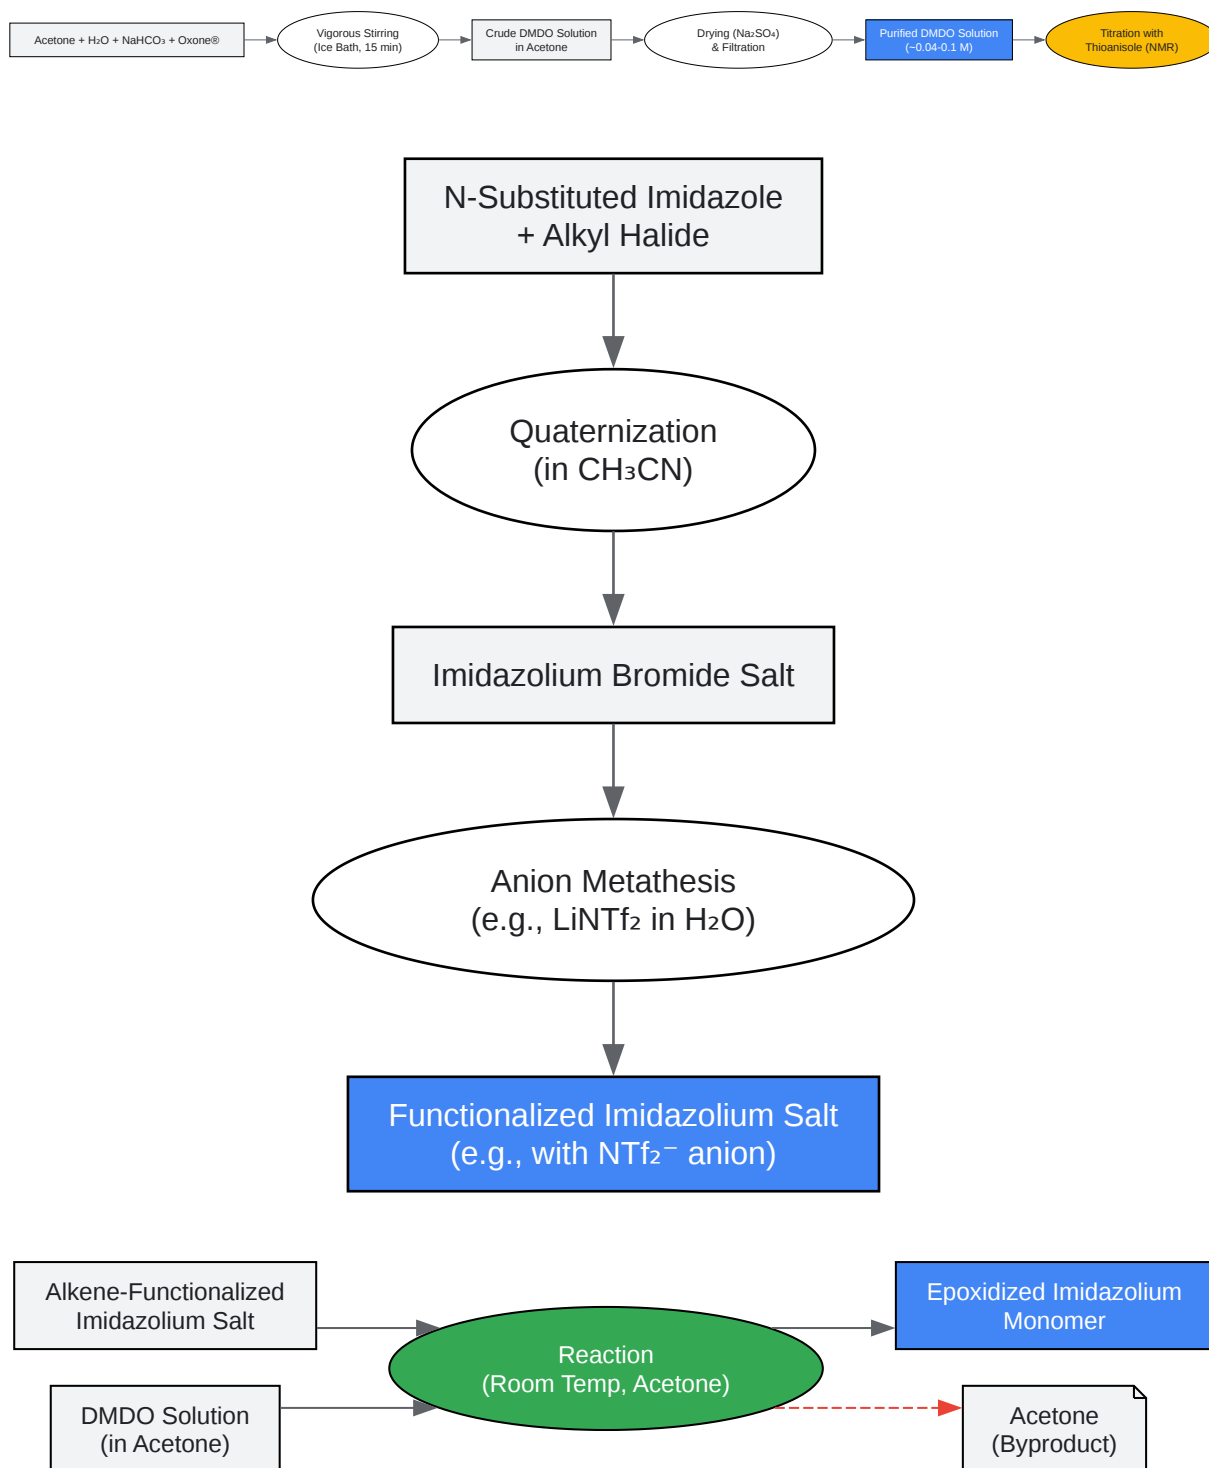 Acetone + H₂O + NaHCO₃ + Oxone®
Vigorous Stirring
(Ice Bath, 15 min)
Crude DMDO Solution
in Acetone
Drying (Na₂SO₄)
& Filtration
Purified DMDO Solution
(~0.04-0.1 M)
Titration with
Thioanisole (NMR)
N-Substituted Imidazole
+ Alkyl Halide
Quaternization
(in CH₃CN)
Imidazolium Bromide Salt
Anion Metathesis
(e.g., LiNTf₂ in H₂O)
Functionalized Imidazolium Salt
(e.g., with NTf₂⁻ anion)
Alkene-Functionalized
Imidazolium Salt
DMDO Solution
(in Acetone)
Reaction
(Room Temp, Acetone)
Epoxidized Imidazolium
Monomer
Acetone
(Byproduct)